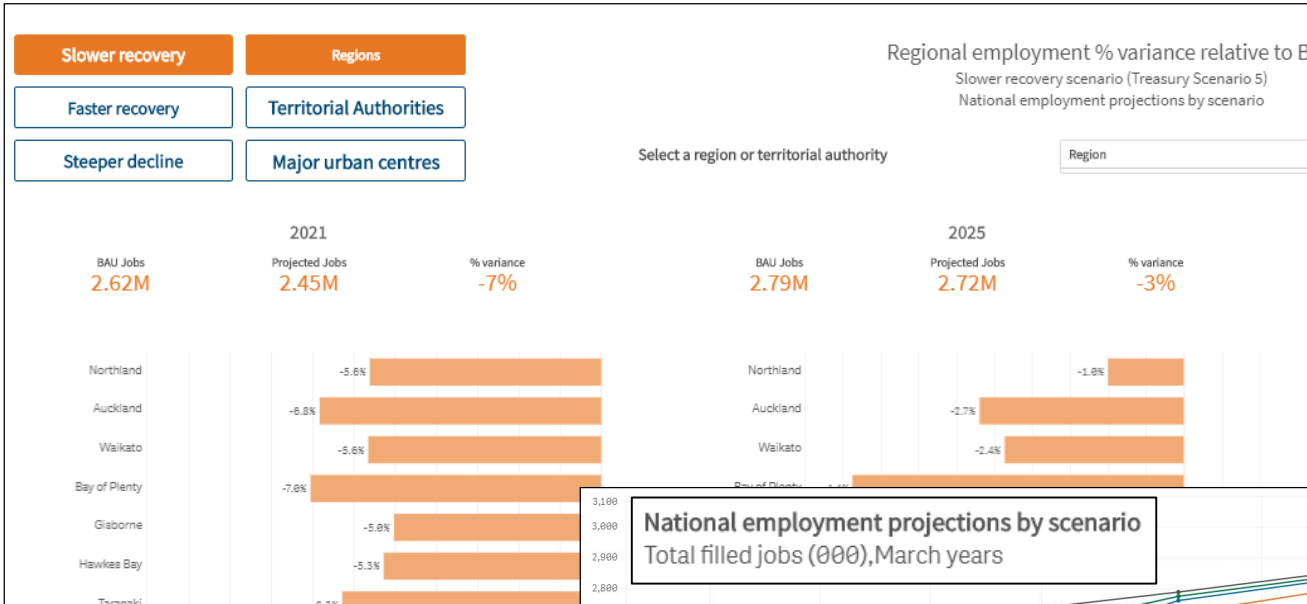 Slower recovery
Regions
Regional employment % variance relative to B
Slower recovery scenario (Treasury Scenario 5)
Faster recovery
Territorial Authorities
National employment projections by scenario
Steeper decline
Major urban centres
Select a region or territorial authority
Region
2021
2025
BAU Jobs
Projected Jobs
% variance
BAU Jobs
Projected Jobs
% variance
2.62M
2.45M
-7%
2.79M
2.72M
-3%
Northland
-5.6%
Northland
-1.0%
Auckland
-6.8%
Auckland
-2.7%
Waikato
-5.6%
Waikato
-2.4%
Bay of Plenty
-7.0%
Bay of Plenty
Gisborne
-5.0%
Hawkes Bay
-5.3%
Taranaki
3,100
3,000
2,900
2,800
National employment projections by scenario
Total filled jobs (000),March years